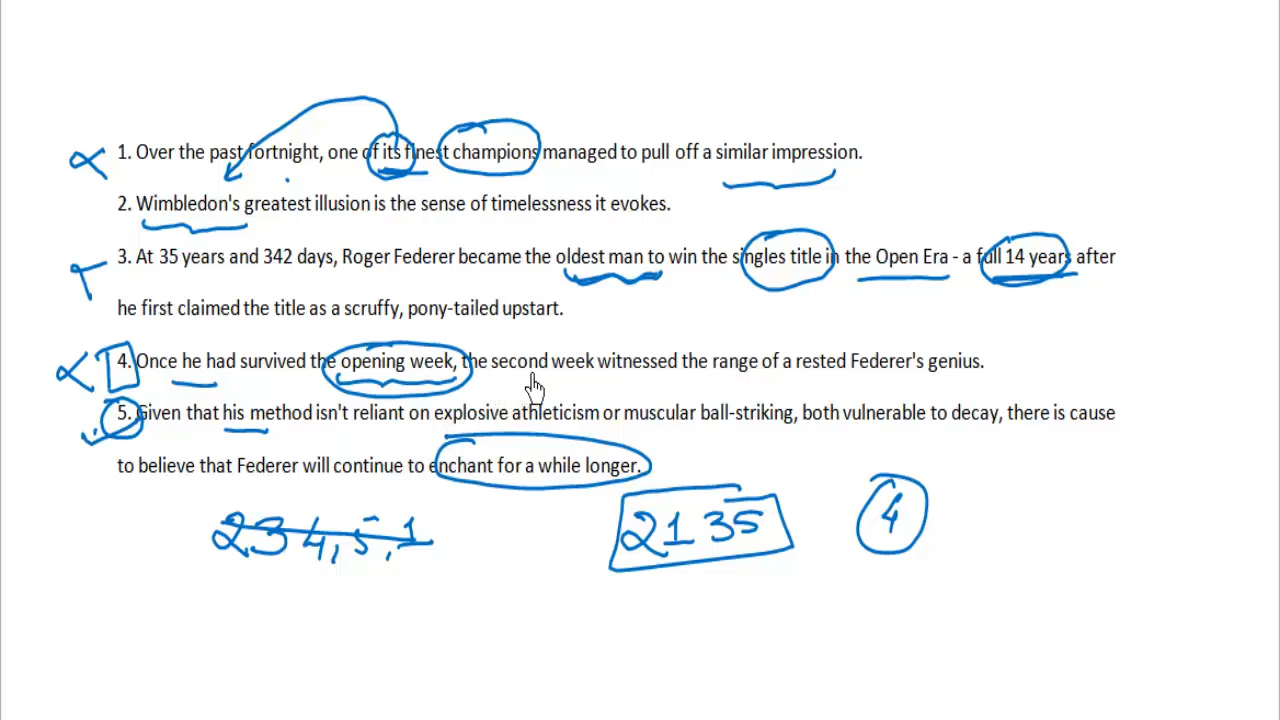 1. Over the past fortnight, one of its finest champions managed to pull off a similar impression.
2. Wimbledon's greatest illusion is the sense of timelessness it evokes.
3. At 35 years and 342 days, Roger Federer became the oldest man to win the singles title in the Open Era - a full 14 years after
he first claimed the title as a scruffy, pony-tailed upstart.
4. Once he had survived the opening week, the second week witnessed the range of a rested Federer's genius.
5. Given that his method isn't reliant on explosive athleticism or muscular ball-striking, both vulnerable to decay, there is cause
to believe that Federer will continue to enchant for a while longer.
234,5,1 2135 4